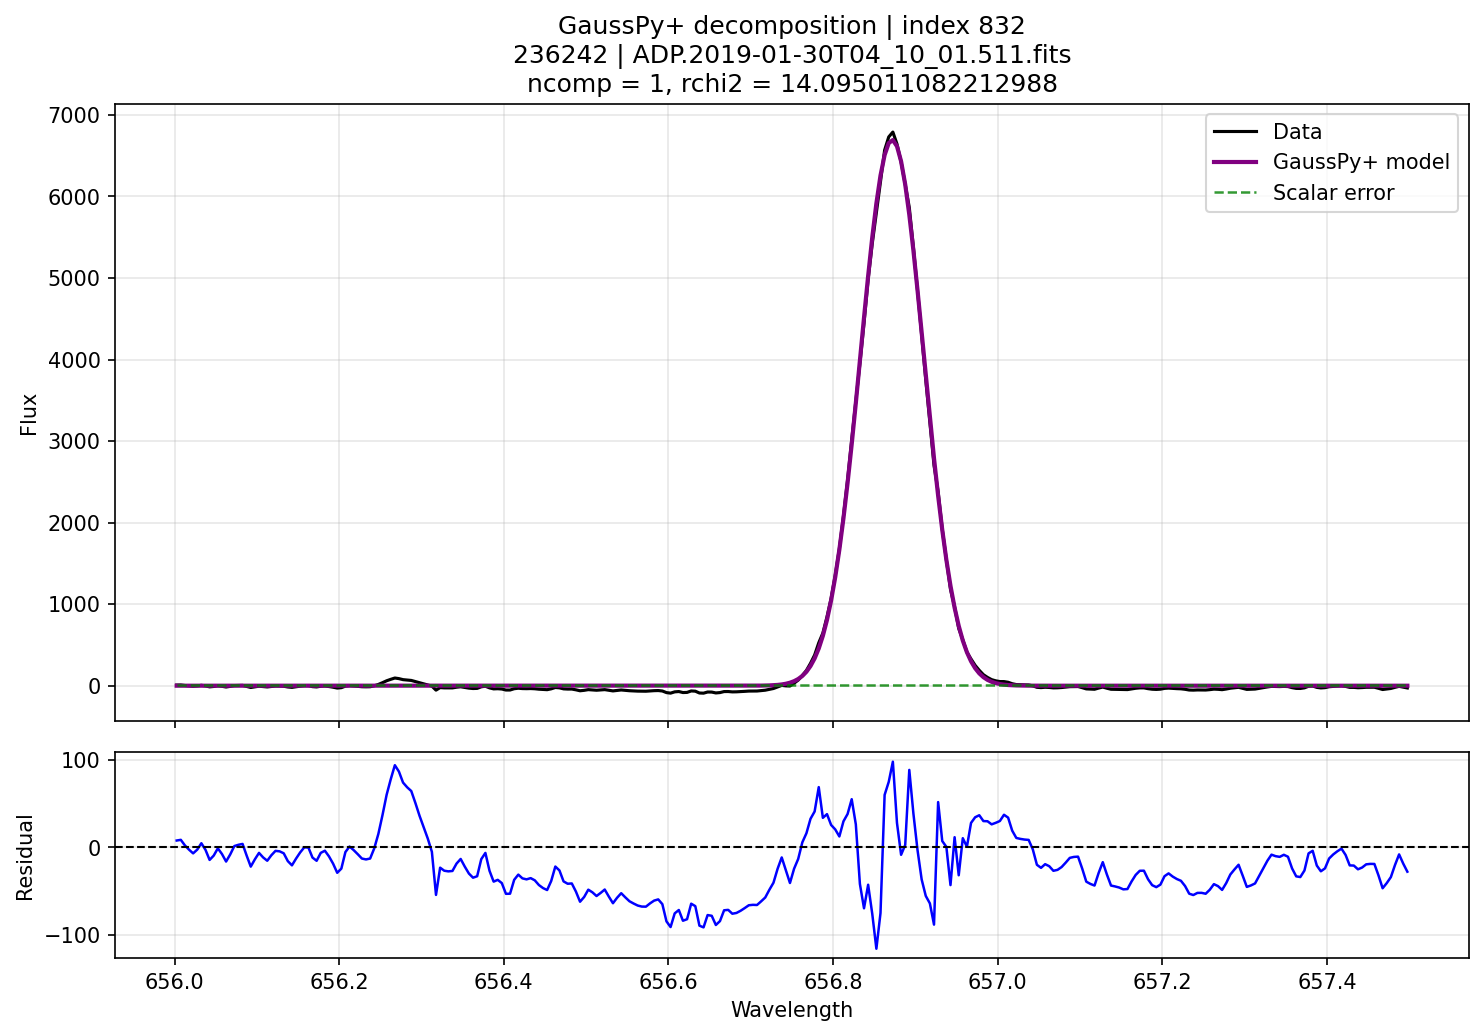 GaussPy+ decomposition | index 832
236242 | ADP.2019-01-30T04_10_01.511.fits
ncomp = 1, rchi2 = 14.095011082212988
7000
6000
5000
4000
3000
2000
1000
0
Flux
Data
GaussPy+ model
Scalar error
100
0
−100
Residual
656.0
656.2
656.4
656.6
656.8
657.0
657.2
657.4
Wavelength